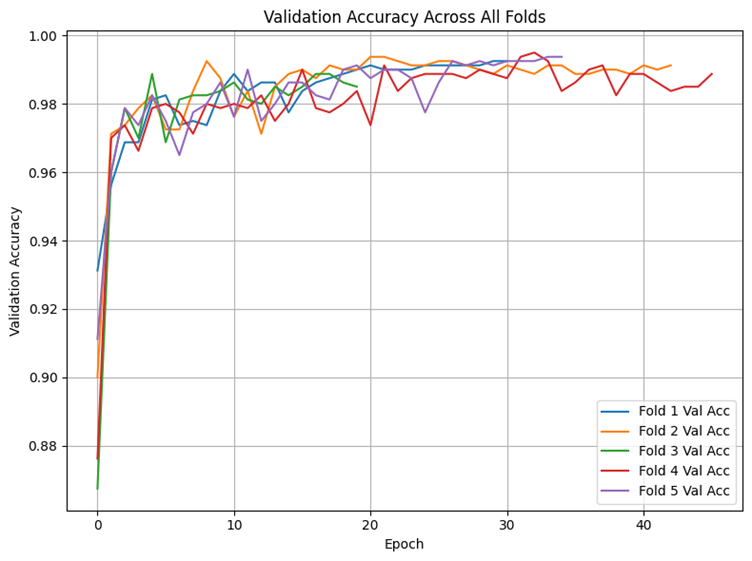 Validation Accuracy Across All Folds
1.00
0.98
0.96
0.94
0.92
0.90
0.88
Validation Accuracy
0 10 20 30 40
Epoch
Fold 1 Val Acc
Fold 2 Val Acc
Fold 3 Val Acc
Fold 4 Val Acc
Fold 5 Val Acc